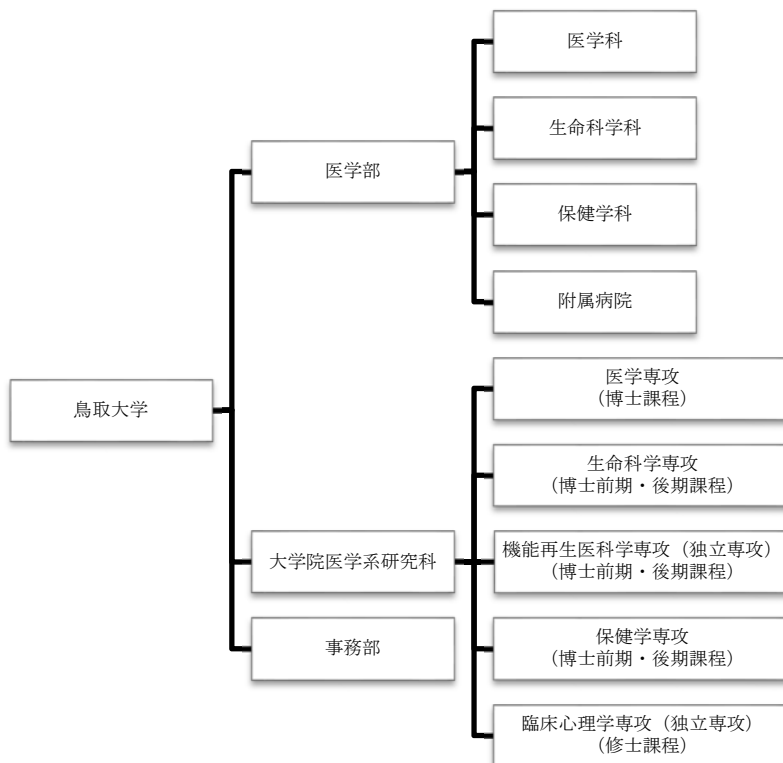 医学科
生命科学科
医学部
保健学科
附属病院
鳥取大学
医学専攻
（博士課程）
生命科学専攻
（博士前期・後期課程）
大学院医学系研究科
機能再生医科学専攻（独立専攻）
（博士前期・後期課程）
事務部
保健学専攻
（博士前期・後期課程）
臨床心理学専攻（独立専攻）
（修士課程）